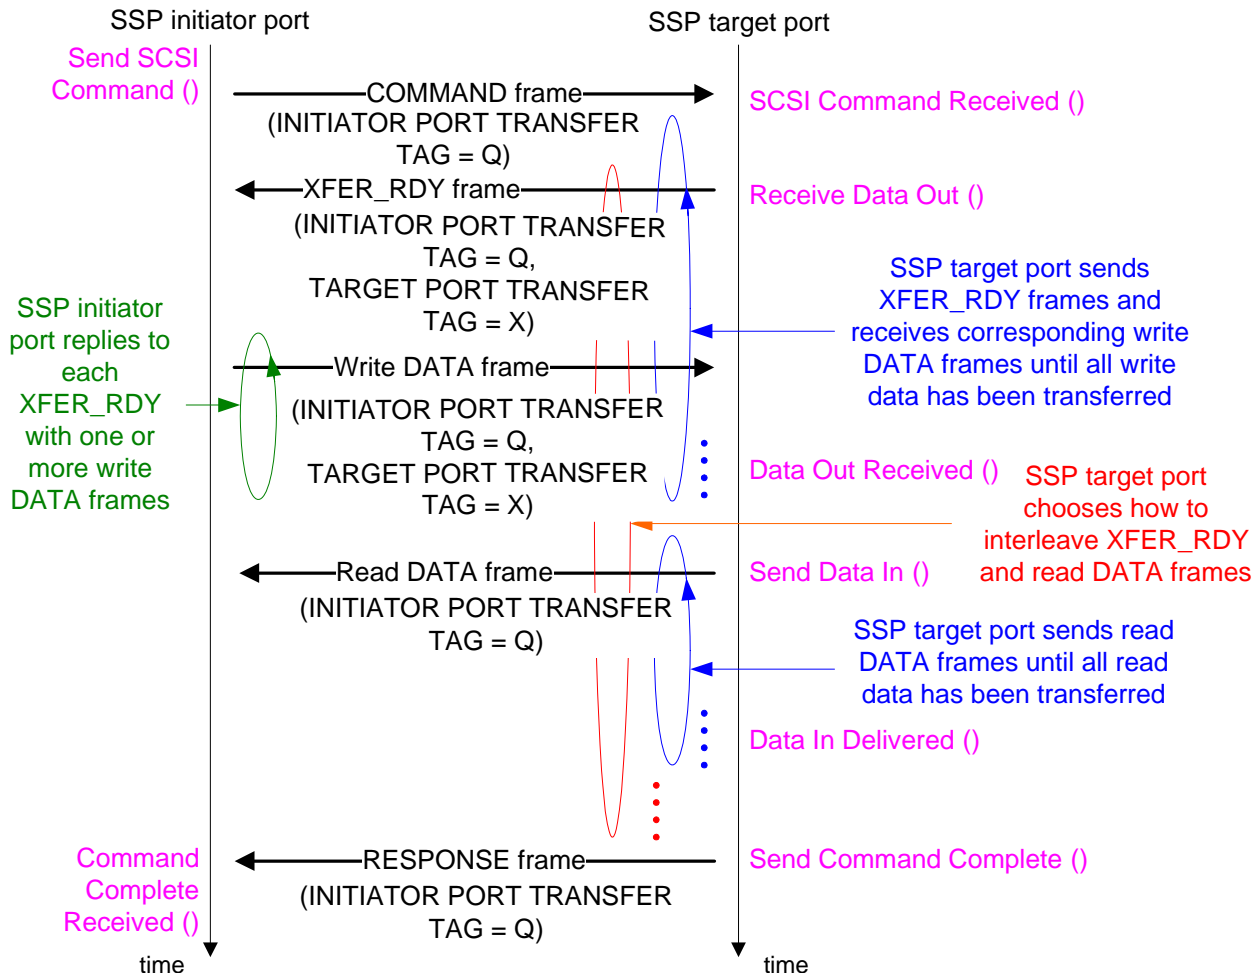 SSP initiator port
SSP target port
Send SCSI
Command ()
COMMAND frame
(INITIATOR PORT TRANSFER
TAG = Q)
SCSI Command Received ()
XFER_RDY frame
(INITIATOR PORT TRANSFER
TAG = Q,
TARGET PORT TRANSFER
TAG = X)
Receive Data Out ()
SSP target port sends
XFER_RDY frames and
receives corresponding write
DATA frames until all write
data has been transferred
SSP initiator
port replies to
each
XFER_RDY
with one or
more write
DATA frames
Write DATA frame
(INITIATOR PORT TRANSFER
TAG = Q,
TARGET PORT TRANSFER
TAG = X)
Data Out Received ()
SSP target port
chooses how to
interleave XFER_RDY
and read DATA frames
Read DATA frame
(INITIATOR PORT TRANSFER
TAG = Q)
Send Data In ()
SSP target port sends read
DATA frames until all read
data has been transferred
Data In Delivered ()
Command
Complete
Received ()
RESPONSE frame
(INITIATOR PORT TRANSFER
TAG = Q)
Send Command Complete ()
time
time